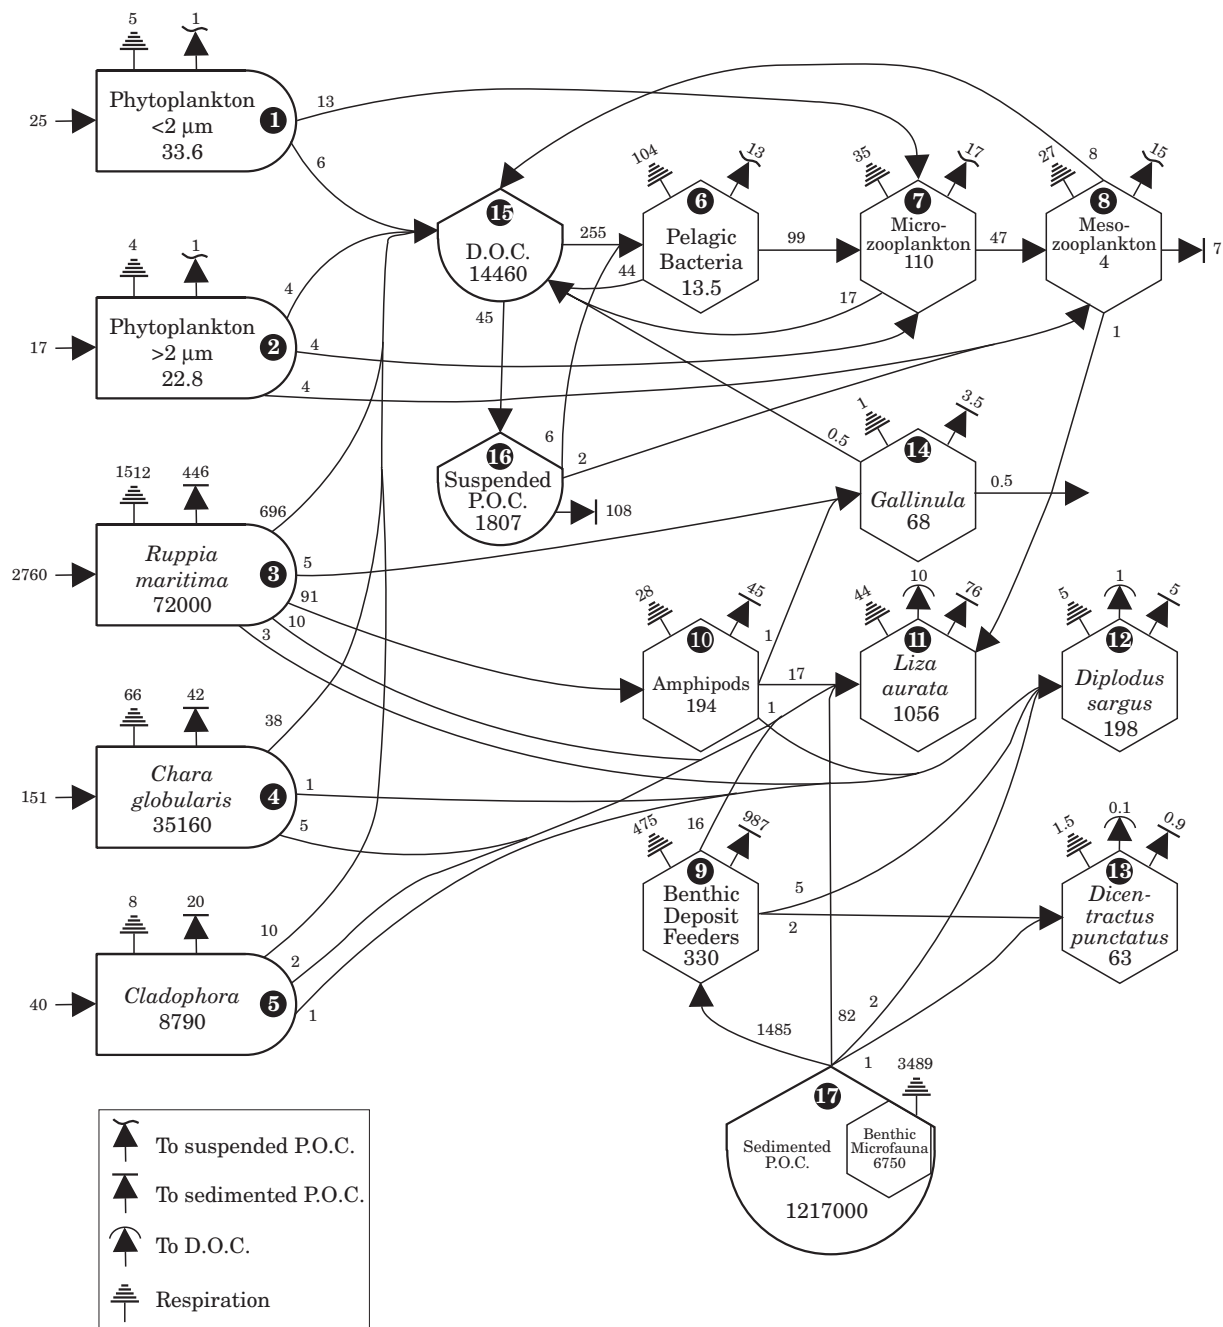 5
1
Phytoplankton
<2 µm
33.6
1
25
13
6
4
1
Phytoplankton
>2 µm
22.8
2
17
4
4
4
1512
446
Ruppia
maritima
72000
3
2760
696
5
91
10
3
66
42
Chara
globularis
35160
4
151
38
1
5
8
20
Cladophora
8790
5
40
10
2
1
15
D.O.C.
14460
255
45
16
Suspended
P.O.C.
1807
6
2
108
104
13
6
Pelagic
Bacteria
13.5
99
44
35
17
7
Micro-
zooplankton
110
47
17
27
8
15
8
Meso-
zooplankton
4
7
1
1
3.5
0.5
14
Gallinula
68
0.5
28
45
10
Amphipods
194
1
17
1
44
10
76
11
Liza
aurata
1056
5
1
5
12
Diplodus
sargus
198
16
475
987
9
Benthic
Deposit
Feeders
330
5
2
1.5
0.1
0.9
13
Dicen-
tractus
punctatus
63
1485
82
2
1
3489
17
Sedimented
P.O.C.
Benthic
Microfauna
6750
1217000
To suspended P.O.C.
To sedimented P.O.C.
To D.O.C.
Respiration